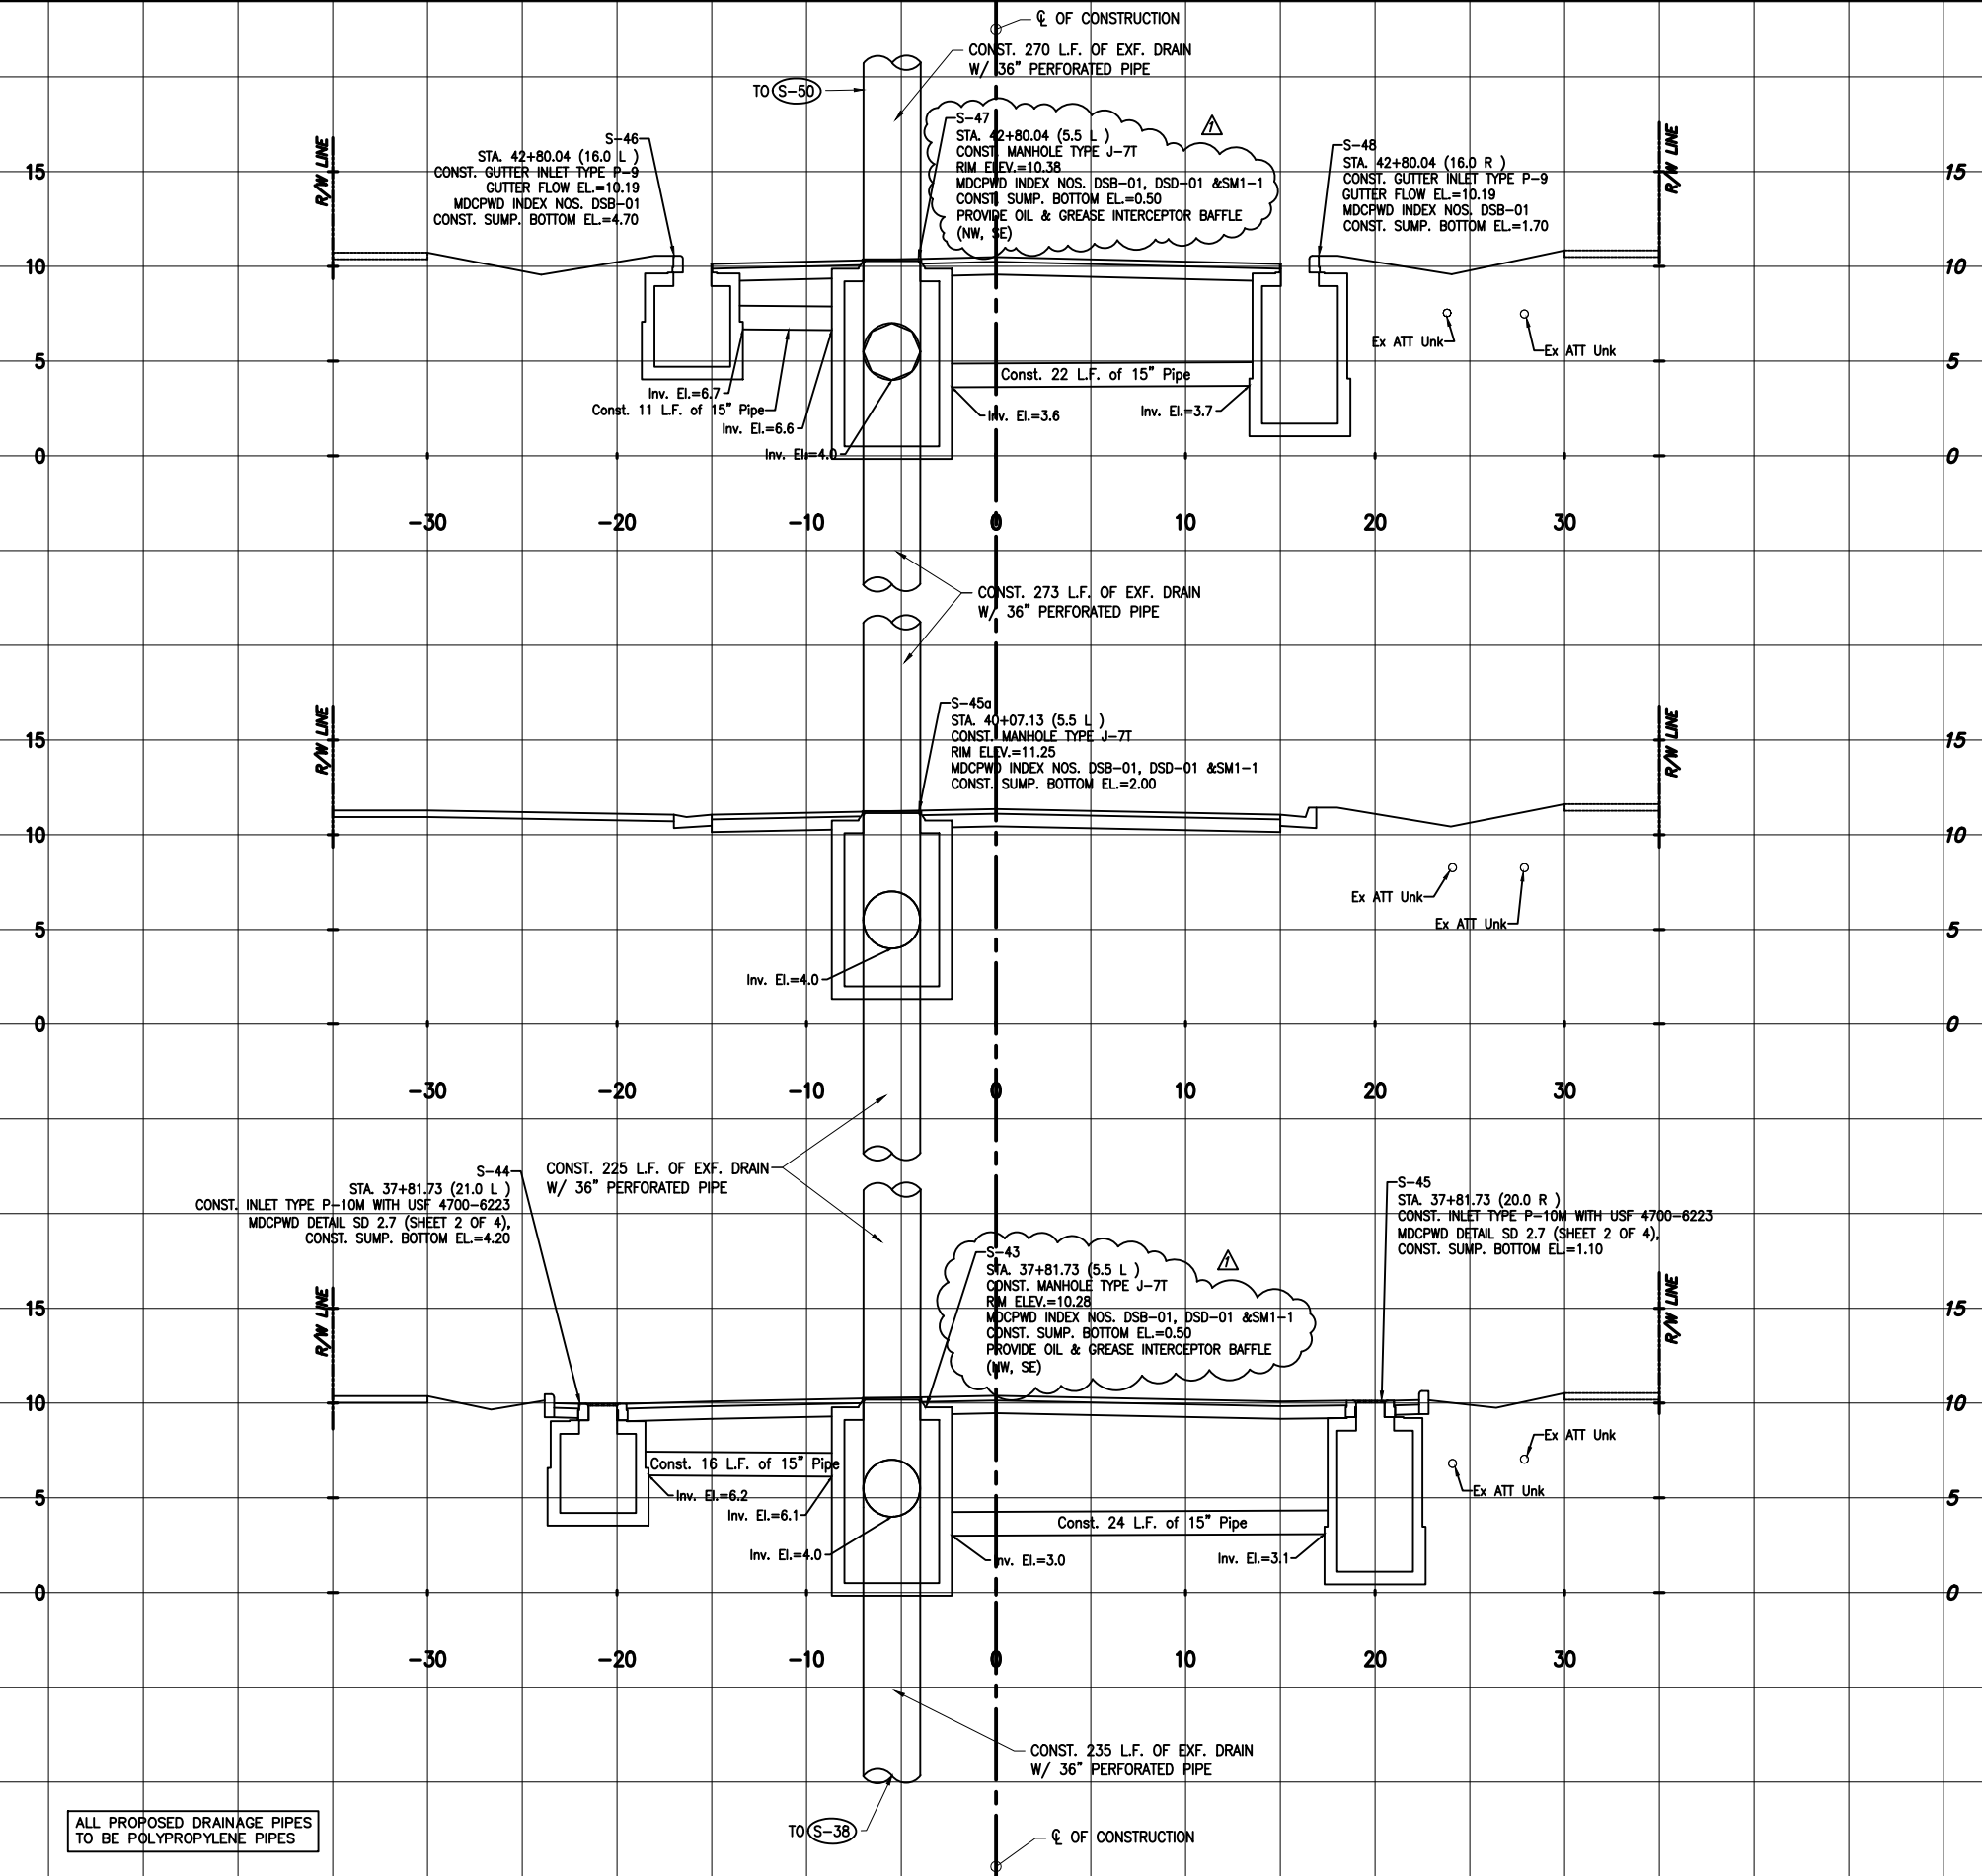 ℄ OF CONSTRUCTION
CONST. 270 L.F. OF EXF. DRAIN
W/ 36" PERFORATED PIPE
TO S-50
S-46
STA. 42+80.04 (16.0 L )
CONST. GUTTER INLET TYPE P-9
GUTTER FLOW EL.=10.19
MDCPWD INDEX NOS. DSB-01
CONST. SUMP. BOTTOM EL.=4.70
S-47
STA. 42+80.04 (5.5 L )
CONST. MANHOLE TYPE J-7T
RIM ELEV.=10.38
MDCPWD INDEX NOS. DSB-01, DSD-01 &SM1-1
CONST. SUMP. BOTTOM EL.=0.50
PROVIDE OIL & GREASE INTERCEPTOR BAFFLE
(NW, SE)
1
S-48
STA. 42+80.04 (16.0 R )
CONST. GUTTER INLET TYPE P-9
GUTTER FLOW EL.=10.19
MDCPWD INDEX NOS. DSB-01
CONST. SUMP. BOTTOM EL.=1.70
R/W LINE
R/W LINE
15
15
10
10
5
5
0
0
Ex ATT Unk
Ex ATT Unk
Inv. El.=6.7
Const. 11 L.F. of 15" Pipe
Inv. El.=6.6
Inv. El.=4.0
Const. 22 L.F. of 15" Pipe
Inv. El.=3.6
Inv. El.=3.7
-30 -20 -10 0 10 20 30
CONST. 273 L.F. OF EXF. DRAIN
W/ 36" PERFORATED PIPE
S-45a
STA. 40+07.13 (5.5 L )
CONST. MANHOLE TYPE J-7T
RIM ELEV.=11.25
MDCPWD INDEX NOS. DSB-01, DSD-01 &SM1-1
CONST. SUMP. BOTTOM EL.=2.00
R/W LINE
R/W LINE
15
15
10
10
5
5
0
0
Ex ATT Unk
Ex ATT Unk
Inv. El.=4.0
-30 -20 -10 0 10 20 30
CONST. 225 L.F. OF EXF. DRAIN
W/ 36" PERFORATED PIPE
S-44
STA. 37+81.73 (21.0 L )
CONST. INLET TYPE P-10M WITH USF 4700-6223
MDCPWD DETAIL SD 2.7 (SHEET 2 OF 4),
CONST. SUMP. BOTTOM EL.=4.20
S-43
STA. 37+81.73 (5.5 L )
CONST. MANHOLE TYPE J-7T
RIM ELEV.=10.28
MDCPWD INDEX NOS. DSB-01, DSD-01 &SM1-1
CONST. SUMP. BOTTOM EL.=0.50
PROVIDE OIL & GREASE INTERCEPTOR BAFFLE
(NW, SE)
1
S-45
STA. 37+81.73 (20.0 R )
CONST. INLET TYPE P-10M WITH USF 4700-6223
MDCPWD DETAIL SD 2.7 (SHEET 2 OF 4),
CONST. SUMP. BOTTOM EL.=1.10
R/W LINE
R/W LINE
15
15
10
10
5
5
0
0
Ex ATT Unk
Ex ATT Unk
Const. 16 L.F. of 15" Pipe
Inv. El.=6.2
Inv. El.=6.1
Inv. El.=4.0
Const. 24 L.F. of 15" Pipe
Inv. El.=3.0
Inv. El.=3.1
-30 -20 -10 0 10 20 30
CONST. 235 L.F. OF EXF. DRAIN
W/ 36" PERFORATED PIPE
ALL PROPOSED DRAINAGE PIPES
TO BE POLYPROPYLENE PIPES
TO S-38
℄ OF CONSTRUCTION